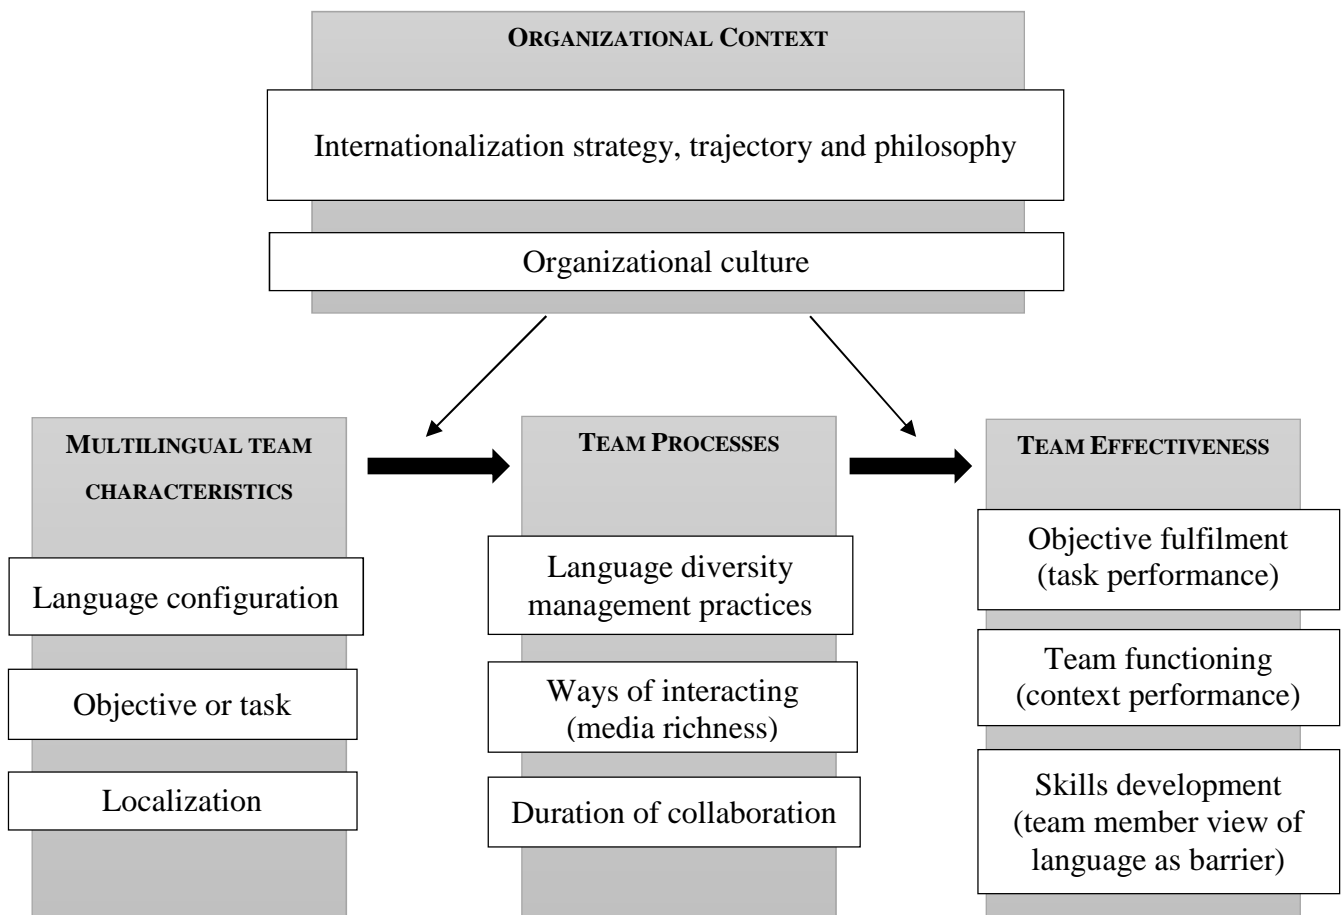 ORGANIZATIONAL CONTEXT
Internationalization strategy, trajectory and philosophy
Organizational culture
MULTILINGUAL TEAM
CHARACTERISTICS
Language configuration
Objective or task
Localization
TEAM PROCESSES
Language diversity
management practices
Ways of interacting
(media richness)
Duration of collaboration
TEAM EFFECTIVENESS
Objective fulfilment
(task performance)
Team functioning
(context performance)
Skills development
(team member view of
language as barrier)